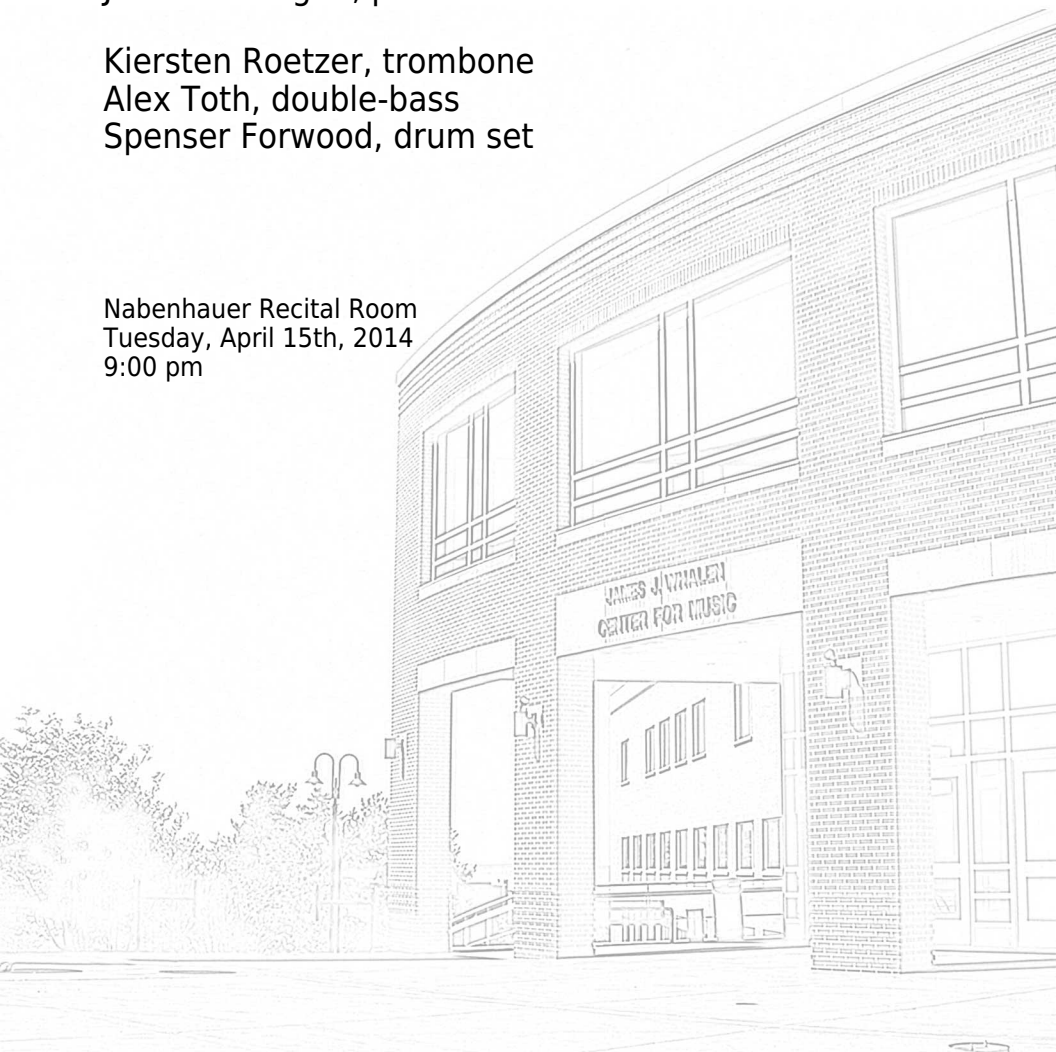 Kiersten Roetzer, trombone
Alex Toth, double-bass
Spenser Forwood, drum set
Nabenhauer Recital Room
Tuesday, April 15th, 2014
9:00 pm
JAMES J. WHALEN
CENTER FOR MUSIC